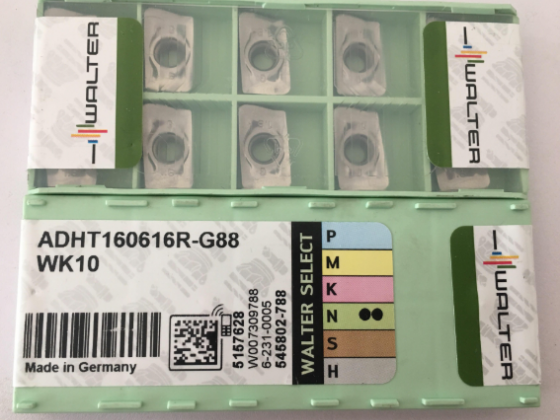 WALTER
WALTER
ADHT160616R-G88
WK10
Made in Germany
5157628
W007309788
6-231-0005
545802-788
WALTER SELECT
P
M
K
N
S
H
WALTER